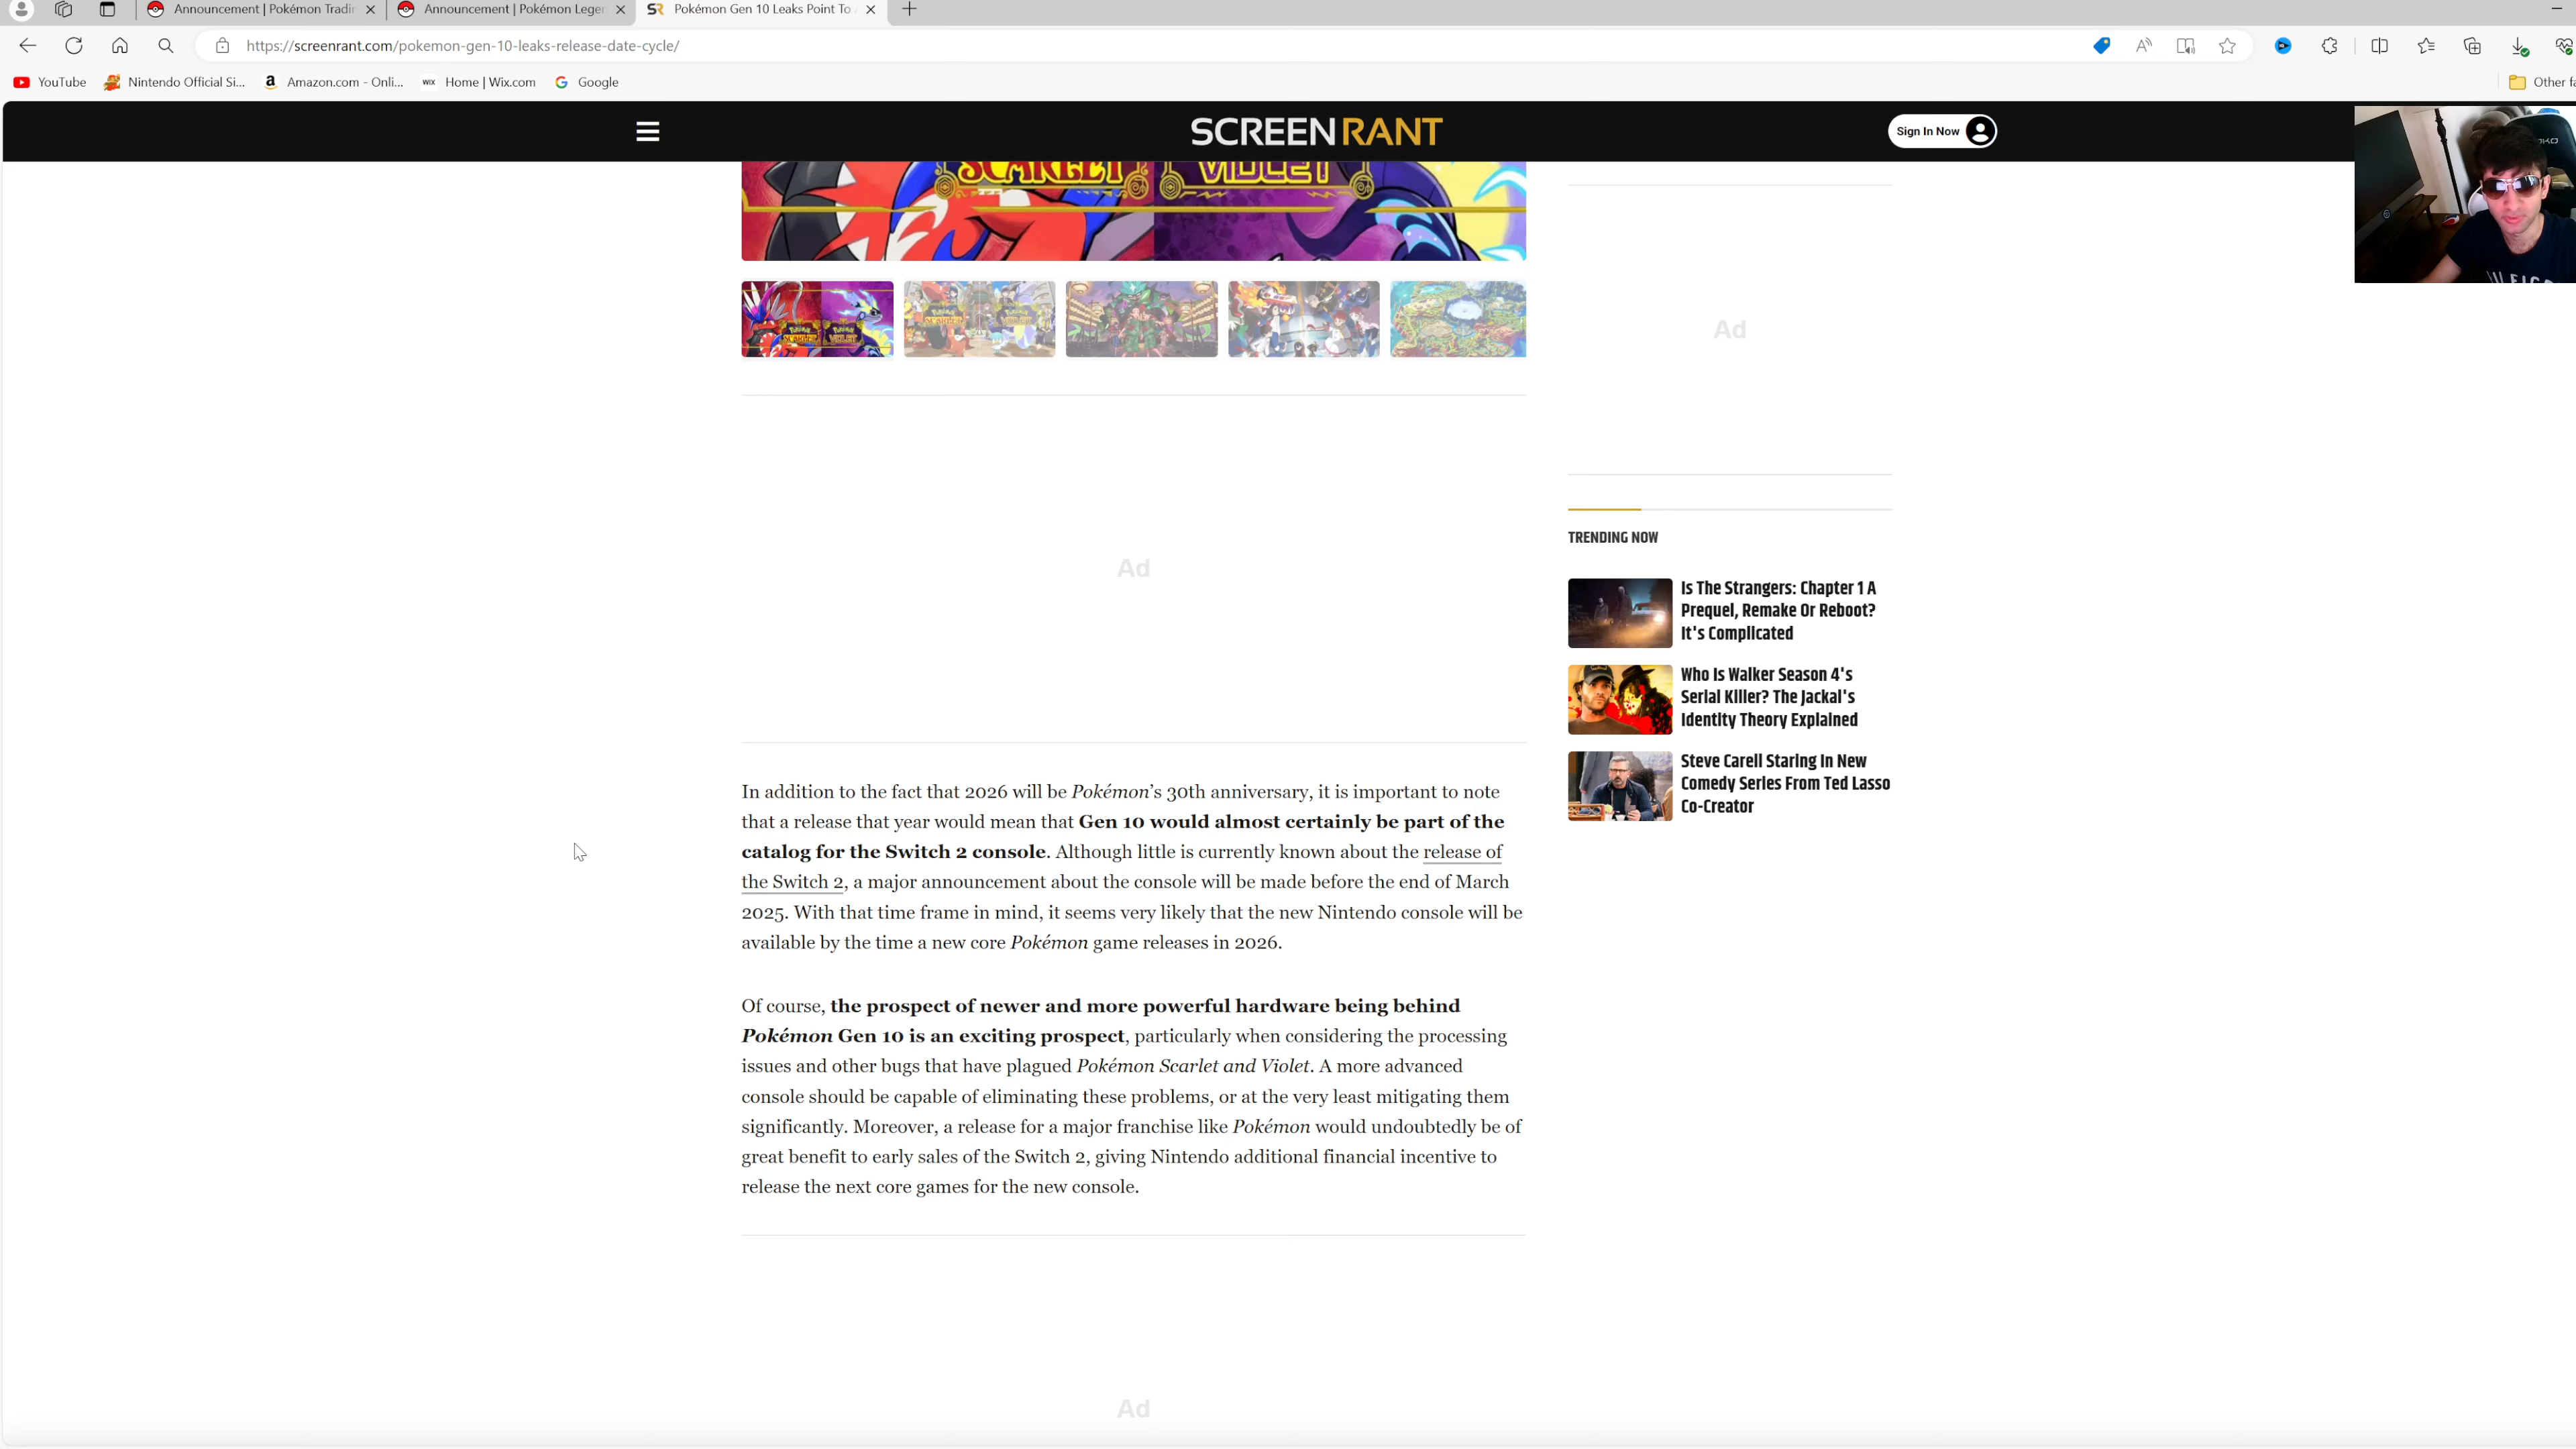 Announcement | Pokémon Tradin
Announcement | Pokémon Legen
SR Pokémon Gen 10 Leaks Point To
https://screenrant.com/pokemon-gen-10-leaks-release-date-cycle/
YouTube
Nintendo Official Si...
Amazon.com - Onli...
WIX Home | Wix.com
Google
Other fa
SCREENRANT
Sign In Now
SCARLET
VIOLET
Ad
Ad
TRENDING NOW
Is The Strangers: Chapter 1 A
Prequel, Remake Or Reboot?
It's Complicated
Who Is Walker Season 4's
Serial Killer? The Jackal's
Identity Theory Explained
Steve Carell Staring In New
Comedy Series From Ted Lasso
Co-Creator
In addition to the fact that 2026 will be Pokémon’s 30th anniversary, it is important to note
that a release that year would mean that Gen 10 would almost certainly be part of the
catalog for the Switch 2 console. Although little is currently known about the release of
the Switch 2, a major announcement about the console will be made before the end of March
2025. With that time frame in mind, it seems very likely that the new Nintendo console will be
available by the time a new core Pokémon game releases in 2026.
Of course, the prospect of newer and more powerful hardware being behind
Pokémon Gen 10 is an exciting prospect, particularly when considering the processing
issues and other bugs that have plagued Pokémon Scarlet and Violet. A more advanced
console should be capable of eliminating these problems, or at the very least mitigating them
significantly. Moreover, a release for a major franchise like Pokémon would undoubtedly be of
great benefit to early sales of the Switch 2, giving Nintendo additional financial incentive to
release the next core games for the new console.
Ad